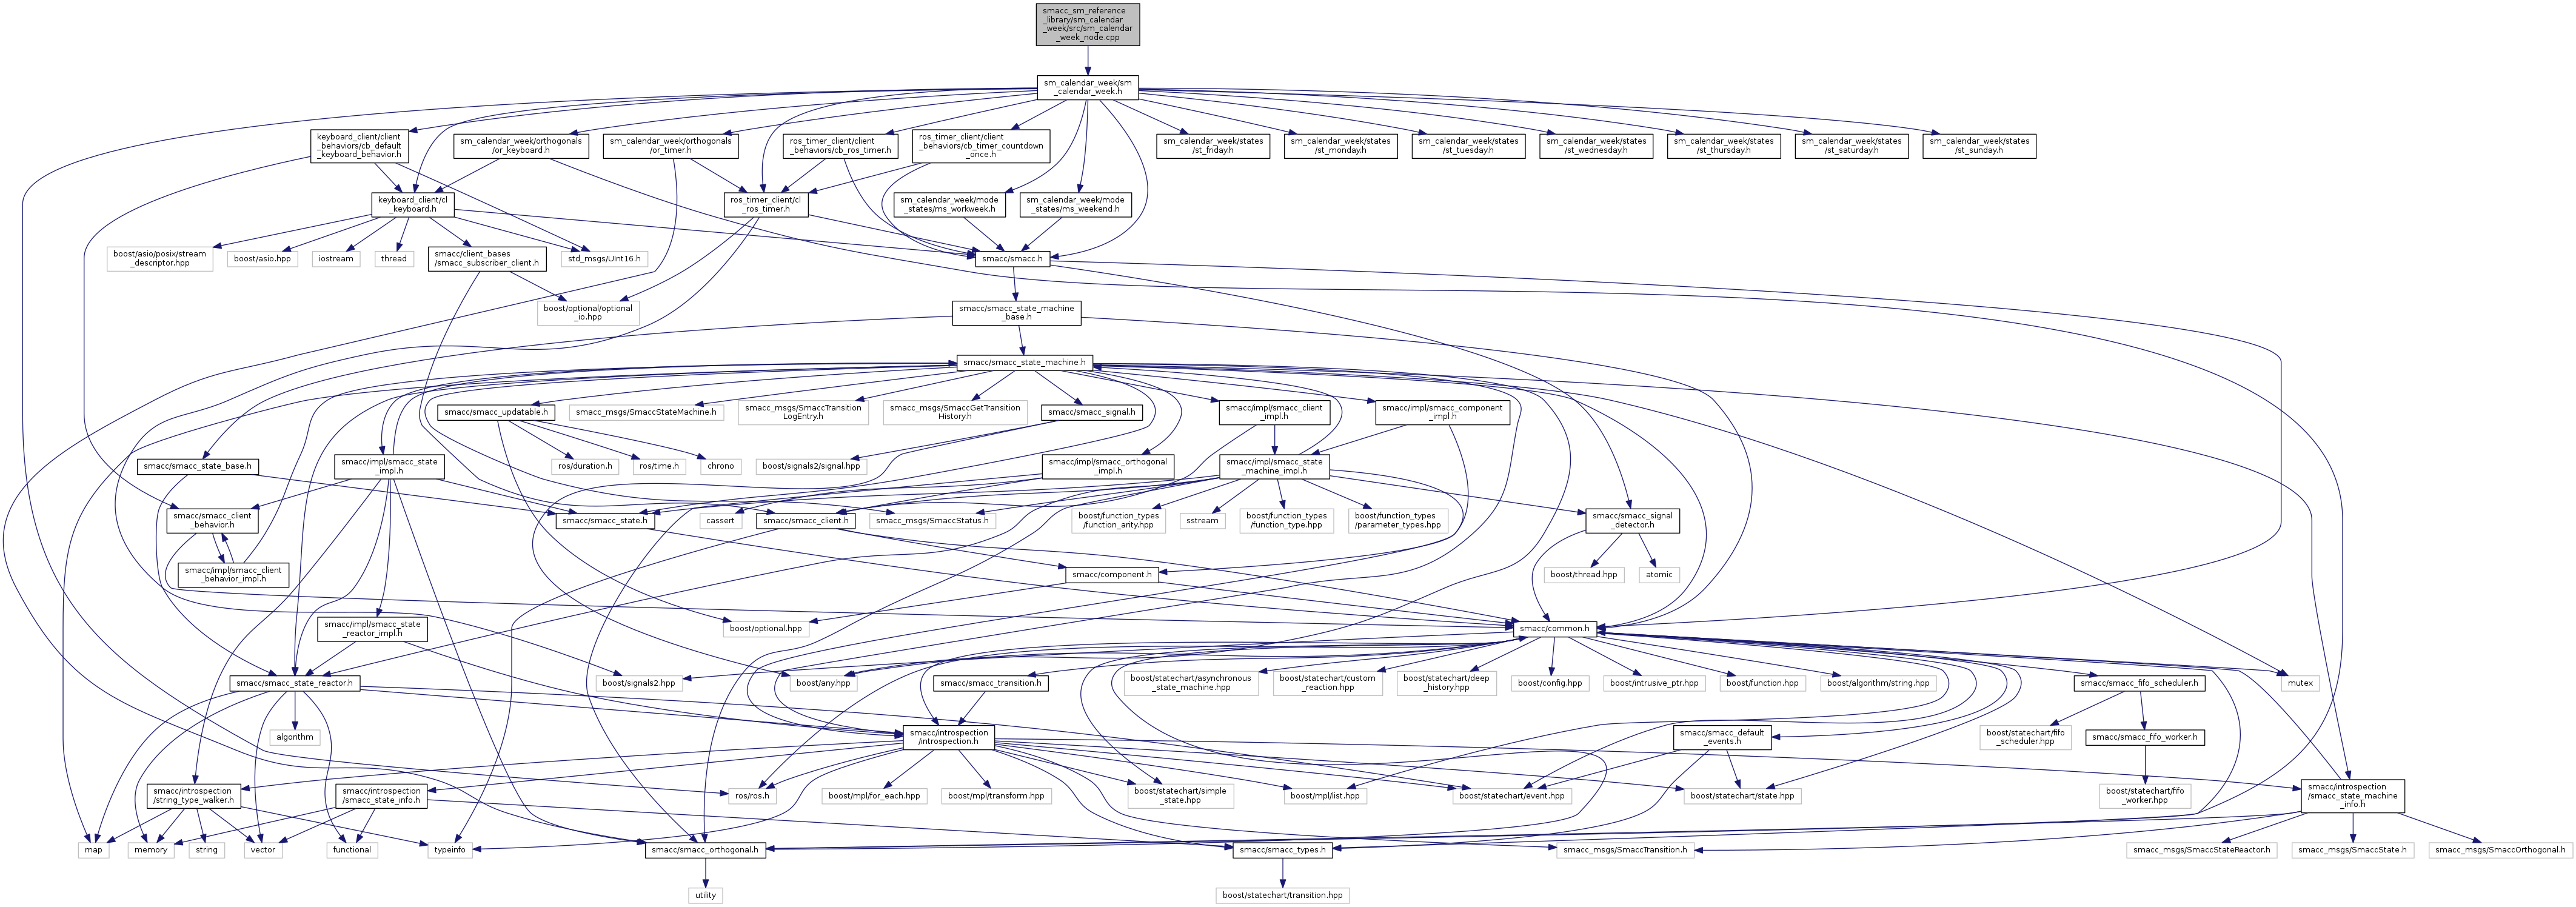 smacc_sm_reference
_library/sm_calendar
_week/src/sm_calendar
_week_node.cpp
sm_calendar_week/sm
_calendar_week.h
keyboard_client/client
_behaviors/cb_default
_keyboard_behavior.h
sm_calendar_week/orthogonals
/or_keyboard.h
sm_calendar_week/orthogonals
/or_timer.h
ros_timer_client/client
_behaviors/cb_ros_timer.h
ros_timer_client/client
_behaviors/cb_timer_countdown
_once.h
sm_calendar_week/states
/st_friday.h
sm_calendar_week/states
/st_monday.h
sm_calendar_week/states
/st_tuesday.h
sm_calendar_week/states
/st_wednesday.h
sm_calendar_week/states
/st_thursday.h
sm_calendar_week/states
/st_saturday.h
sm_calendar_week/states
/st_sunday.h
keyboard_client/cl
_keyboard.h
ros_timer_client/cl
_ros_timer.h
sm_calendar_week/mode
_states/ms_workweek.h
sm_calendar_week/mode
_states/ms_weekend.h
boost/asio/posix/stream
_descriptor.hpp
boost/asio.hpp
iostream
thread
smacc/client_bases
/smacc_subscriber_client.h
std_msgs/UInt16.h
smacc/smacc.h
boost/optional/optional
_io.hpp
smacc/smacc_state_machine
_base.h
smacc/smacc_state_machine.h
smacc/smacc_updatable.h
smacc_msgs/SmaccStateMachine.h
smacc_msgs/SmaccTransition
LogEntry.h
smacc_msgs/SmaccGetTransition
History.h
smacc/smacc_signal.h
smacc/impl/smacc_client
_impl.h
smacc/impl/smacc_component
_impl.h
smacc/smacc_state_base.h
smacc/impl/smacc_state
_impl.h
ros/duration.h
ros/time.h
chrono
boost/signals2/signal.hpp
smacc/impl/smacc_orthogonal
_impl.h
smacc/impl/smacc_state
_machine_impl.h
smacc/smacc_client
_behavior.h
smacc/smacc_state.h
cassert
smacc/smacc_client.h
smacc_msgs/SmaccStatus.h
boost/function_types
/function_arity.hpp
sstream
boost/function_types
/function_type.hpp
boost/function_types
/parameter_types.hpp
smacc/smacc_signal
_detector.h
smacc/impl/smacc_client
_behavior_impl.h
smacc/component.h
boost/thread.hpp
atomic
smacc/impl/smacc_state
_reactor_impl.h
boost/optional.hpp
smacc/common.h
smacc/smacc_state_reactor.h
boost/signals2.hpp
boost/any.hpp
smacc/smacc_transition.h
boost/statechart/asynchronous
_state_machine.hpp
boost/statechart/custom
_reaction.hpp
boost/statechart/deep
_history.hpp
boost/config.hpp
boost/intrusive_ptr.hpp
boost/function.hpp
boost/algorithm/string.hpp
smacc/smacc_fifo_scheduler.h
mutex
algorithm
smacc/introspection
/introspection.h
smacc/smacc_default
_events.h
boost/statechart/fifo
_scheduler.hpp
smacc/smacc_fifo_worker.h
smacc/introspection
/string_type_walker.h
smacc/introspection
/smacc_state_info.h
ros/ros.h
boost/mpl/for_each.hpp
boost/mpl/transform.hpp
boost/statechart/simple
_state.hpp
boost/mpl/list.hpp
boost/statechart/event.hpp
boost/statechart/state.hpp
boost/statechart/fifo
_worker.hpp
smacc/introspection
/smacc_state_machine
_info.h
map
memory
string
vector
functional
typeinfo
smacc/smacc_orthogonal.h
smacc/smacc_types.h
smacc_msgs/SmaccTransition.h
smacc_msgs/SmaccStateReactor.h
smacc_msgs/SmaccState.h
smacc_msgs/SmaccOrthogonal.h
utility
boost/statechart/transition.hpp